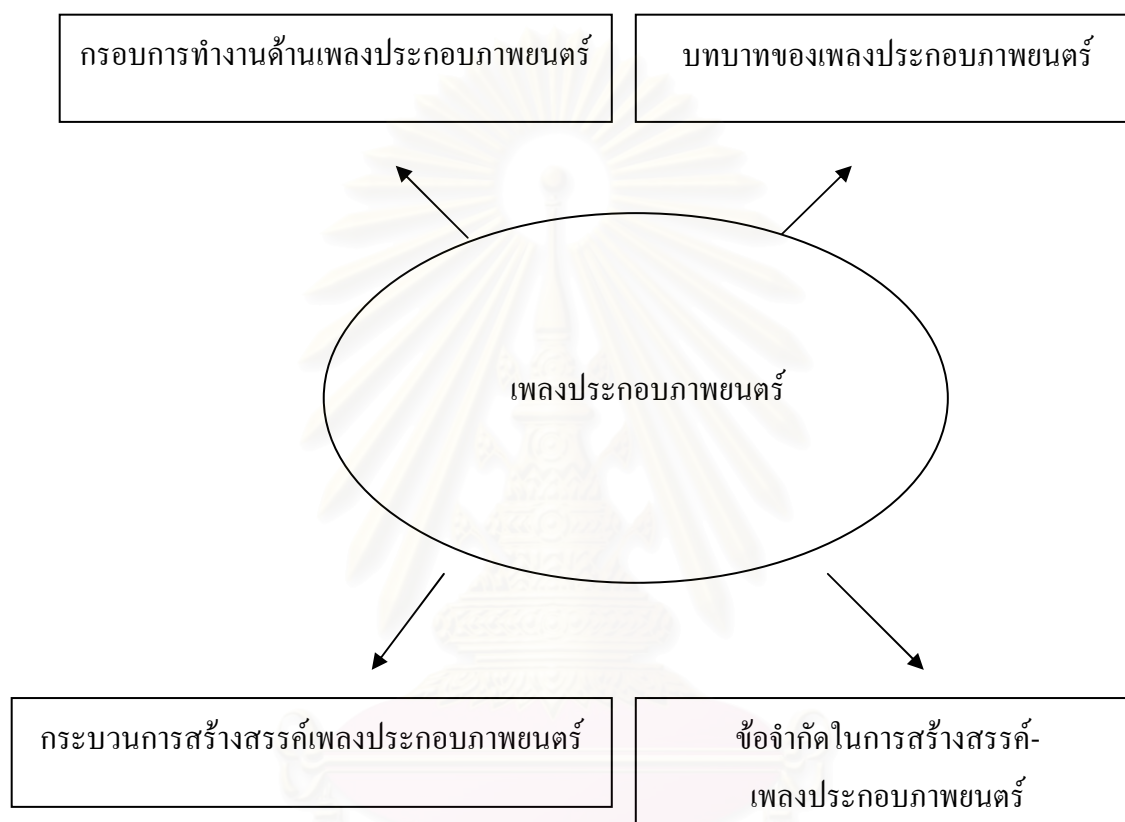 กรอบการทำงานด้านเพลงประกอบภาพยนตร์
บทบาทของเพลงประกอบภาพยนตร์
เพลงประกอบภาพยนตร์
กระบวนการสร้างสรรค์เพลงประกอบภาพยนตร์
ข้อจำกัดในการสร้างสรรค์-
เพลงประกอบภาพยนตร์